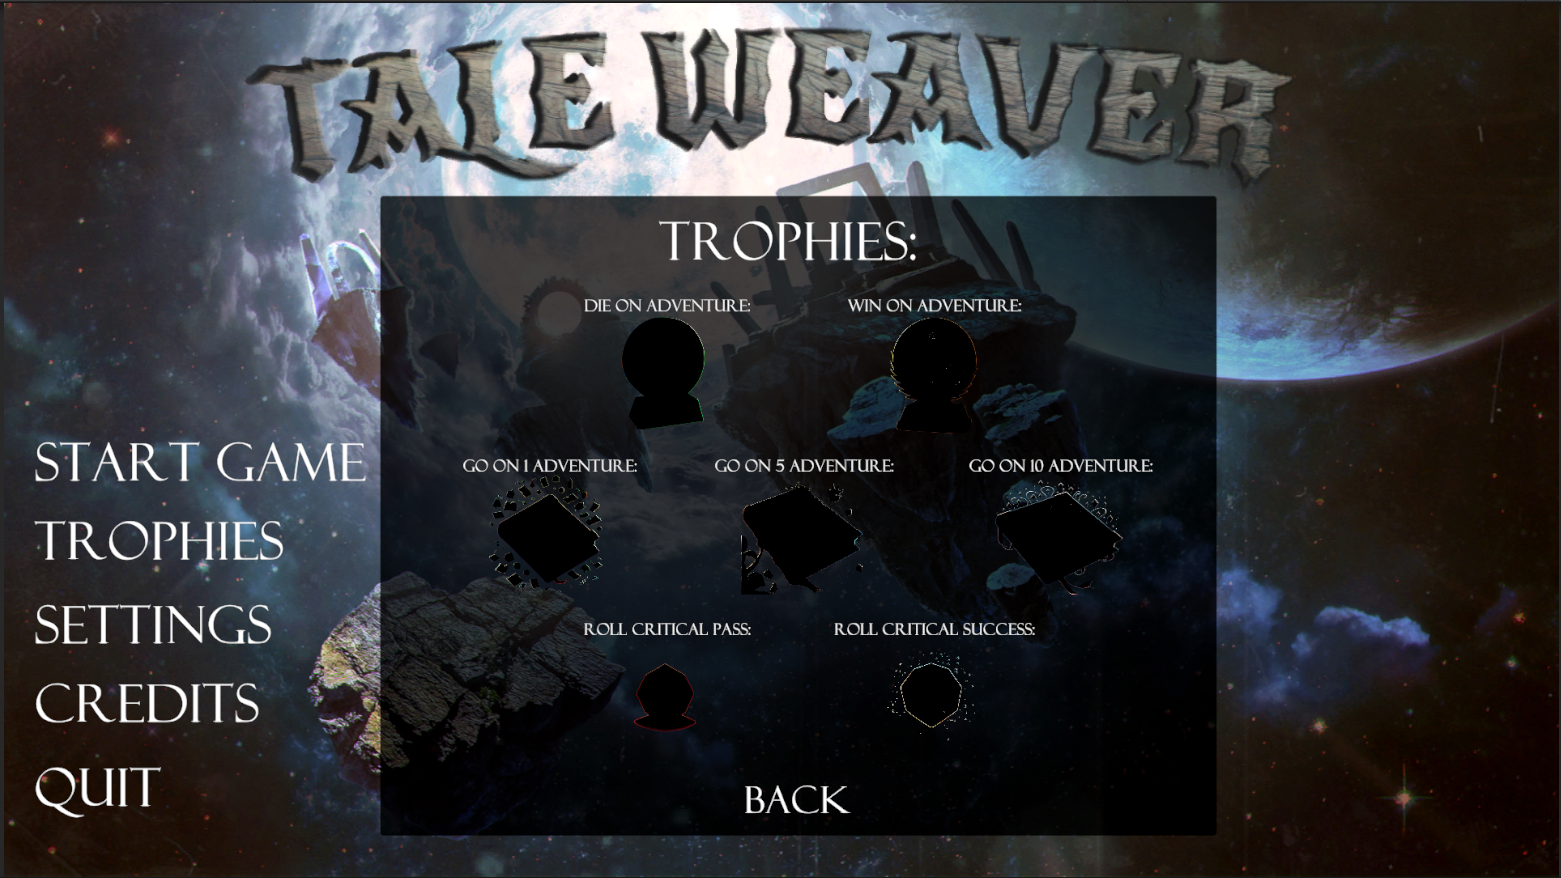 TALE WEAVER
TROPHIES:
DIE ON ADVENTURE:
WIN ON ADVENTURE:
GO ON 1 ADVENTURE:
GO ON 5 ADVENTURE:
GO ON 10 ADVENTURE:
ROLL CRITICAL PASS:
ROLL CRITICAL SUCCESS:
BACK
START GAME
TROPHIES
SETTINGS
CREDITS
QUIT